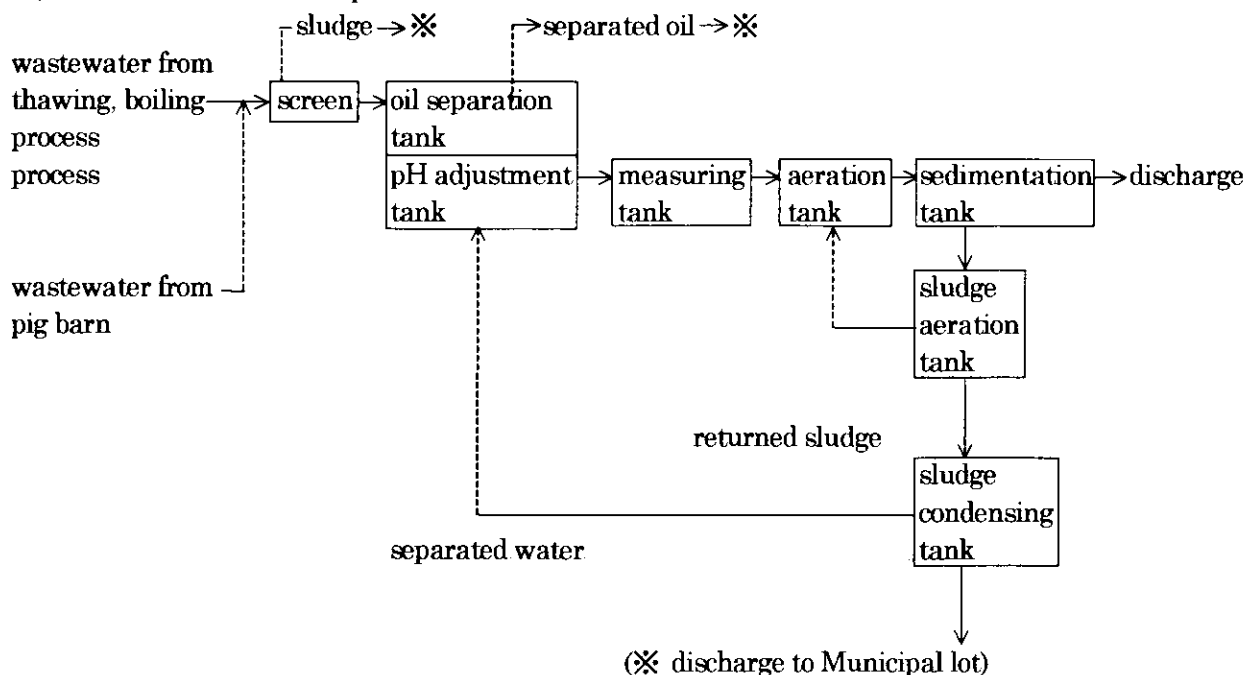 sludge → ※
separated oil → ※
wastewater from
thawing, boiling
process
process
screen
oil separation
tank
pH adjustment
tank
measuring
tank
aeration
tank
sedimentation
tank
discharge
wastewater from
pig barn
sludge
aeration
tank
returned sludge
sludge
condensing
tank
separated water
(※ discharge to Municipal lot)